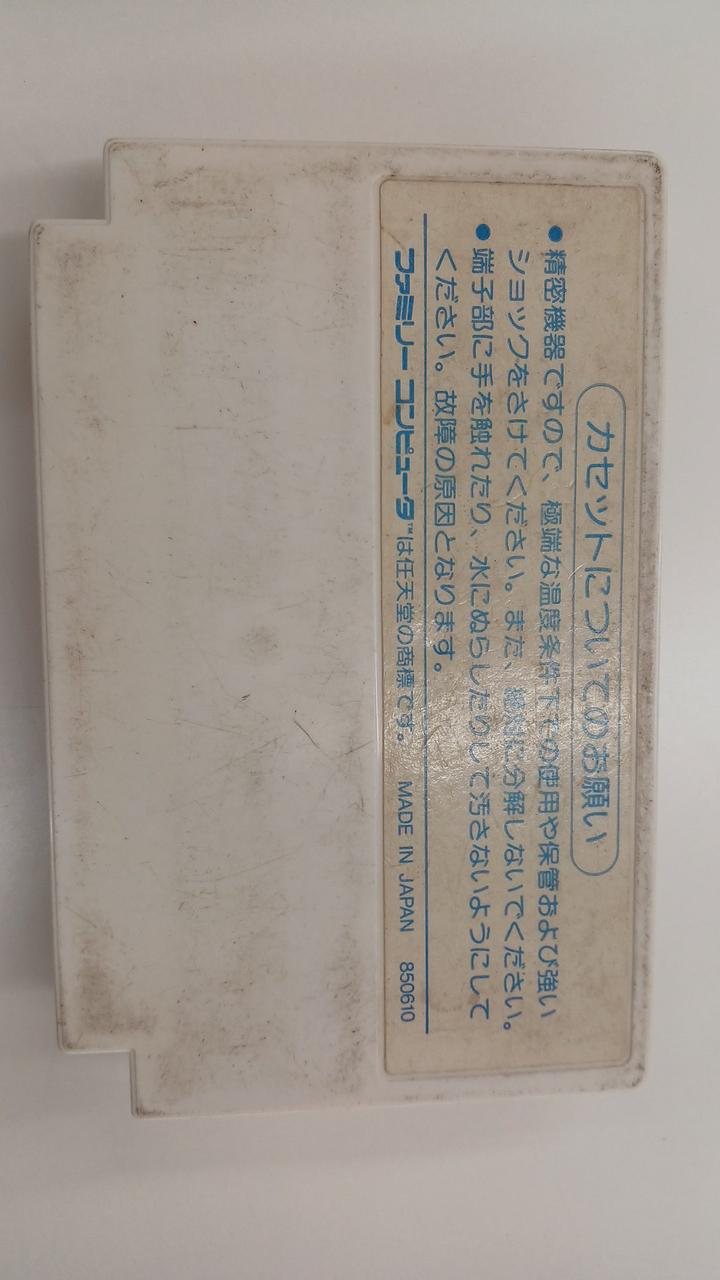 カセットについてのお願い
●精密機器ですので、極端な温度条件下での使用や保管および強い
ショックをさけてください。また、絶対に分解しないでください。
●端子部に手を触れたり、水にぬらしたりして汚さないようにして
ください。故障の原因となります。
ファミリー コンピュータ™は任天堂の商標です。 MADE IN JAPAN 850610